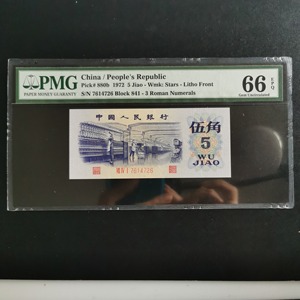 PMG
PAPER MONEY GUARANTY
China / People's Republic
Pick# 880b 1972 5 Jiao - Wmk: Stars - Litho Front
S/N 7614726 Block 841 - 3 Roman Numerals
66 EPQ
Gem Uncirculated
中国人民银行
伍角
5
WU
JIAO
7614726